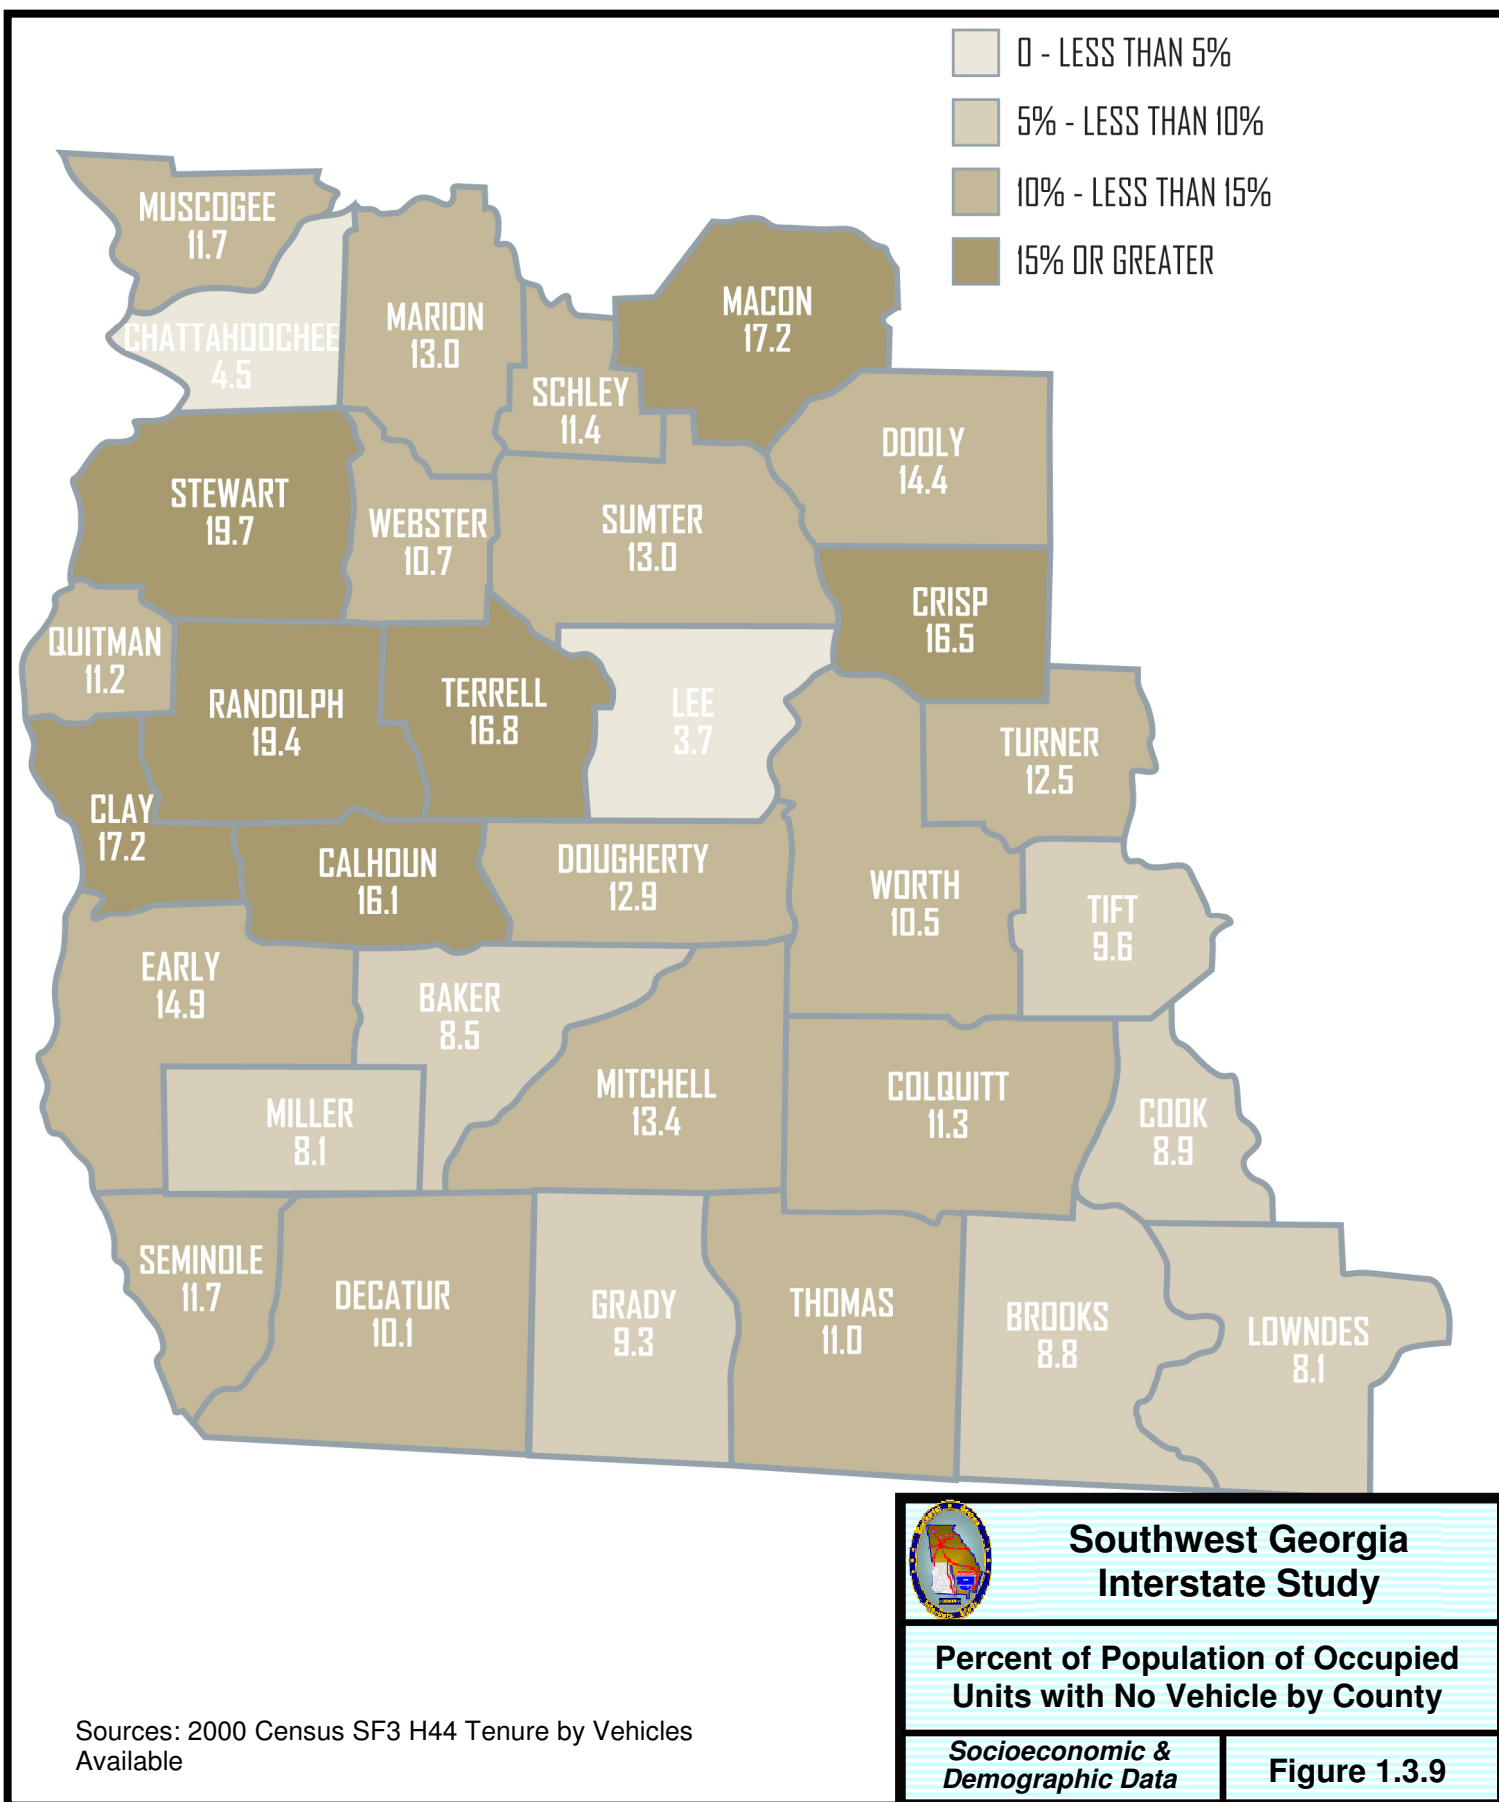 0 - LESS THAN 5%
5% - LESS THAN 10%
10% - LESS THAN 15%
15% OR GREATER
MUSCOGEE
11.7
CHATTAHOOCHEE
4.5
MARION
13.0
SCHLEY
11.4
MACON
17.2
DOOLY
14.4
STEWART
19.7
WEBSTER
10.7
SUMTER
13.0
CRISP
16.5
QUITMAN
11.2
RANDOLPH
19.4
TERRELL
16.8
LEE
3.7
TURNER
12.5
CLAY
17.2
CALHOUN
16.1
DOUGHERTY
12.9
WORTH
10.5
TIFT
9.6
EARLY
14.9
BAKER
8.5
MITCHELL
13.4
COLQUITT
11.3
COOK
8.9
MILLER
8.1
SEMINOLE
11.7
DECATUR
10.1
GRADY
9.3
THOMAS
11.0
BROOKS
8.8
LOWNDES
8.1
Southwest Georgia
Interstate Study
Percent of Population of Occupied
Units with No Vehicle by County
Socioeconomic &
Demographic Data
Figure 1.3.9
Sources: 2000 Census SF3 H44 Tenure by Vehicles
Available